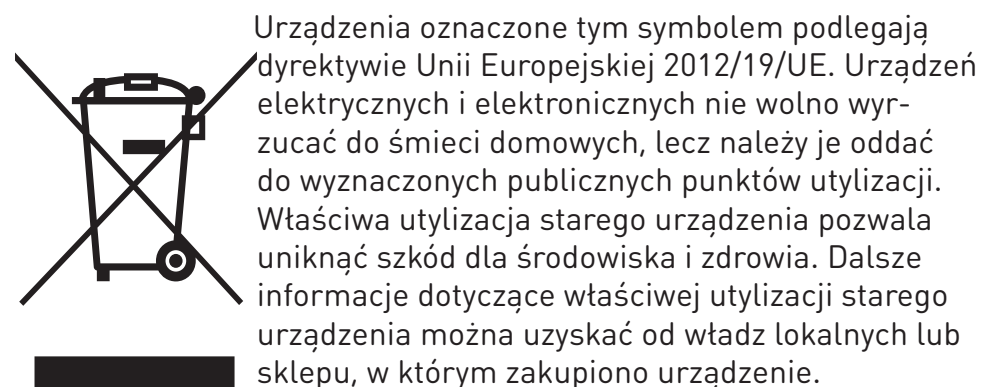 Urządzenia oznaczone tym symbolem podlegają
dyrektywie Unii Europejskiej 2012/19/UE. Urządzeń
elektrycznych i elektronicznych nie wolno wyr-
zucać do śmieci domowych, lecz należy je oddać
do wyznaczonych publicznych punktów utylizacji.
Właściwa utylizacja starego urządzenia pozwala
uniknąć szkód dla środowiska i zdrowia. Dalsze
informacje dotyczące właściwej utylizacji starego
urządzenia można uzyskać od władz lokalnych lub
sklepu, w którym zakupiono urządzenie.